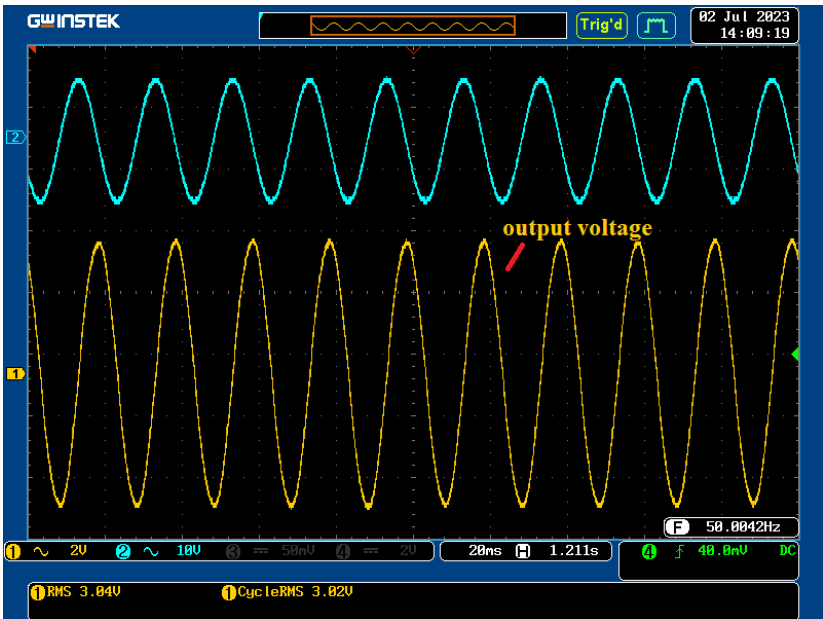 GWINSTEK
Trig'd
02 Jul 2023
14:09:19
2
output voltage
1
F 50.0042Hz
1 ~ 2V 2 ~ 10V 3 == 50mV 4 == 2V 20ms H 1.211s 4 40.0mV DC
1 RMS 3.04V 1 CycleRMS 3.02V